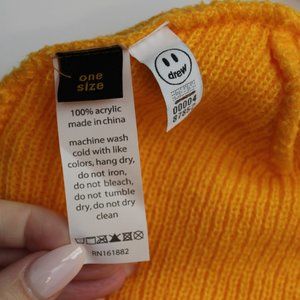 one
size
100% acrylic
made in china
machine wash
cold with like
colors, hang dry,
do not iron,
do not bleach,
do not tumble
dry, do not dry
clean
RN161882
drew
00004